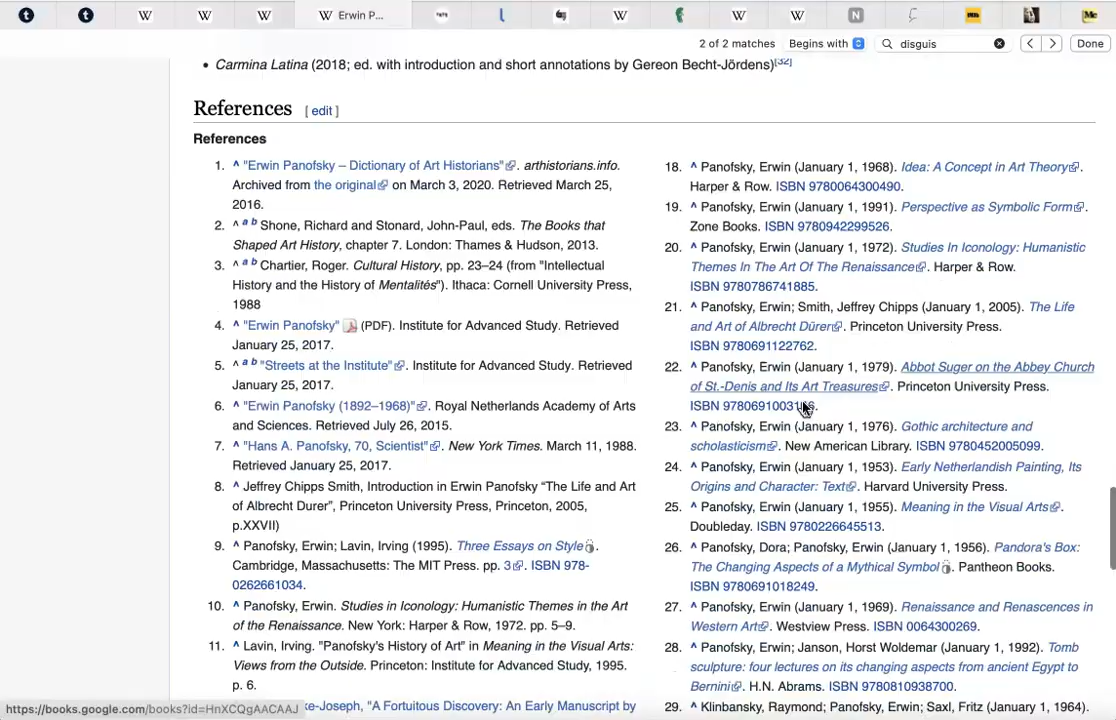 Erwin P...
2 of 2 matches Begins with disguis Done
• Carmina Latina (2018; ed. with introduction and short annotations by Gereon Becht-Jördens)[32]
References [ edit ]
References
1. ^ "Erwin Panofsky – Dictionary of Art Historians". arthistorians.info.
Archived from the original on March 3, 2020. Retrieved March 25,
2016.
2. ^ a b Shone, Richard and Stonard, John-Paul, eds. The Books that
Shaped Art History, chapter 7. London: Thames & Hudson, 2013.
3. ^ a b Chartier, Roger. Cultural History, pp. 23–24 (from "Intellectual
History and the History of Mentalités"). Ithaca: Cornell University Press,
1988
4. ^ "Erwin Panofsky" (PDF). Institute for Advanced Study. Retrieved
January 25, 2017.
5. ^ a b "Streets at the Institute". Institute for Advanced Study. Retrieved
January 25, 2017.
6. ^ "Erwin Panofsky (1892–1968)". Royal Netherlands Academy of Arts
and Sciences. Retrieved July 26, 2015.
7. ^ "Hans A. Panofsky, 70, Scientist". New York Times. March 11, 1988.
Retrieved January 25, 2017.
8. ^ Jeffrey Chipps Smith, Introduction in Erwin Panofsky “The Life and Art
of Albrecht Durer”, Princeton University Press, Princeton, 2005,
p.XXVII)
9. ^ Panofsky, Erwin; Lavin, Irving (1995). Three Essays on Style.
Cambridge, Massachusetts: The MIT Press. pp. 3. ISBN 978-
0262661034.
10. ^ Panofsky, Erwin. Studies in Iconology: Humanistic Themes in the Art
of the Renaissance. New York: Harper & Row, 1972. pp. 5–9.
11. ^ Lavin, Irving. "Panofsky's History of Art" in Meaning in the Visual Arts:
Views from the Outside. Princeton: Institute for Advanced Study, 1995.
p. 6.
ke-Joseph, "A Fortuitous Discovery: An Early Manuscript by
18. ^ Panofsky, Erwin (January 1, 1968). Idea: A Concept in Art Theory.
Harper & Row. ISBN 9780064300490.
19. ^ Panofsky, Erwin (January 1, 1991). Perspective as Symbolic Form.
Zone Books. ISBN 9780942299526.
20. ^ Panofsky, Erwin (January 1, 1972). Studies In Iconology: Humanistic
Themes In The Art Of The Renaissance. Harper & Row.
ISBN 9780786741885.
21. ^ Panofsky, Erwin; Smith, Jeffrey Chipps (January 1, 2005). The Life
and Art of Albrecht Dürer. Princeton University Press.
ISBN 9780691122762.
22. ^ Panofsky, Erwin (January 1, 1979). Abbot Suger on the Abbey Church
of St.-Denis and Its Art Treasures. Princeton University Press.
ISBN
23. ^ Panofsky, Erwin (January 1, 1976). Gothic architecture and
scholasticism. New American Library. ISBN 9780452005099.
24. ^ Panofsky, Erwin (January 1, 1953). Early Netherlandish Painting, Its
Origins and Character: Text. Harvard University Press.
25. ^ Panofsky, Erwin (January 1, 1955). Meaning in the Visual Arts.
Doubleday. ISBN 9780226645513.
26. ^ Panofsky, Dora; Panofsky, Erwin (January 1, 1956). Pandora's Box:
The Changing Aspects of a Mythical Symbol. Pantheon Books.
ISBN 9780691018249.
27. ^ Panofsky, Erwin (January 1, 1969). Renaissance and Renascences in
Western Art. Westview Press. ISBN 0064300269.
28. ^ Panofsky, Erwin; Janson, Horst Woldemar (January 1, 1992). Tomb
sculpture: four lectures on its changing aspects from ancient Egypt to
Bernini. H.N. Abrams. ISBN 9780810938700.
29. ^ Klinbansky, Raymond; Panofsky, Erwin; Saxl, Fritz (January 1, 1964).
https://books.google.com/books?id=HnXCQgAACAAJ